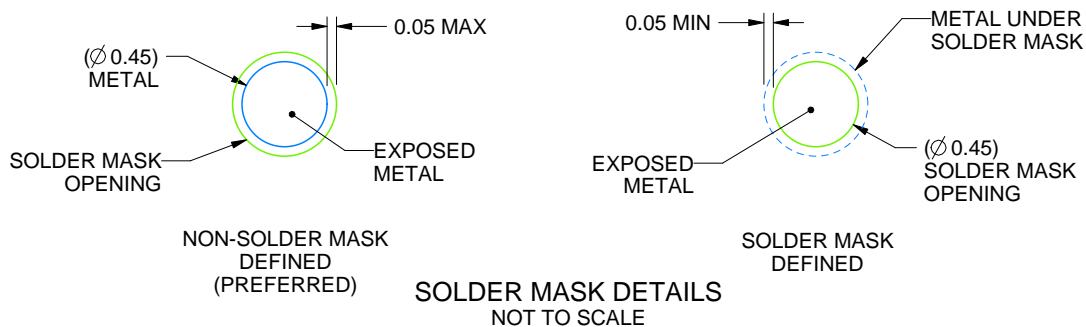 0.05 MAX
(∅ 0.45)
METAL
SOLDER MASK
OPENING
EXPOSED
METAL
NON-SOLDER MASK
DEFINED
(PREFERRED)
0.05 MIN
METAL UNDER
SOLDER MASK
EXPOSED
METAL
(∅ 0.45)
SOLDER MASK
OPENING
SOLDER MASK
DEFINED
SOLDER MASK DETAILS
NOT TO SCALE